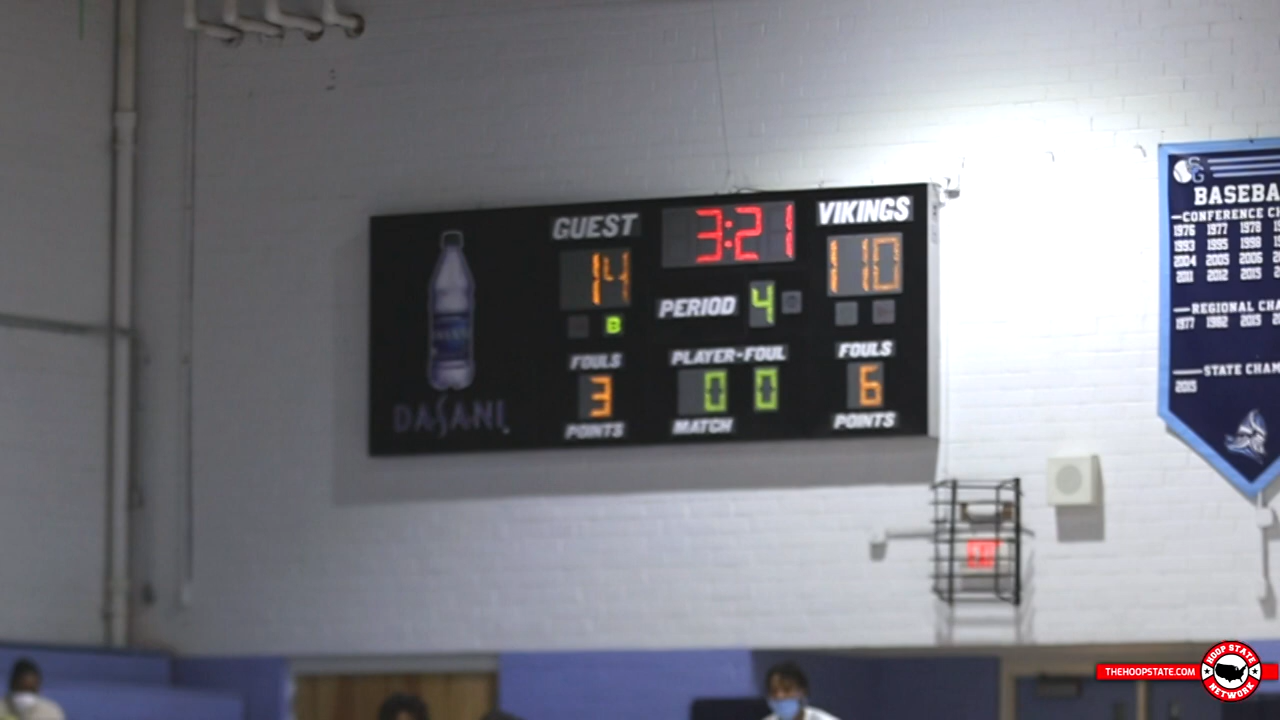 GUEST
3:21
VIKINGS
14
110
PERIOD 4
B
FOULS
PLAYER-FOUL
FOULS
3
0 0
6
POINTS
MATCH
POINTS
DASANI
SG
BASEBA
CONFERENCE C
1976 1977 1978
1993 1995 1998
2004 2005 2006
2011 2012 2013
REGIONAL CHA
1977 1982 2013
STATE CHAM
2013
THEHOOPSTATE.COM
HOOP STATE
NETWORK